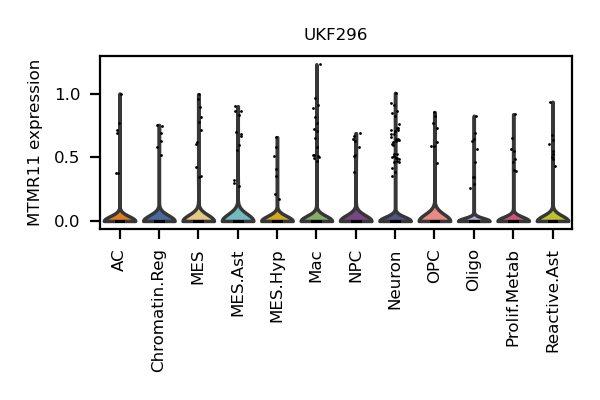 UKF296
MTMR11 expression
1.0
0.5
0.0
AC
Chromatin.Reg
MES
MES.Ast
MES.Hyp
Mac
NPC
Neuron
OPC
Oligo
Prolif.Metab
Reactive.Ast